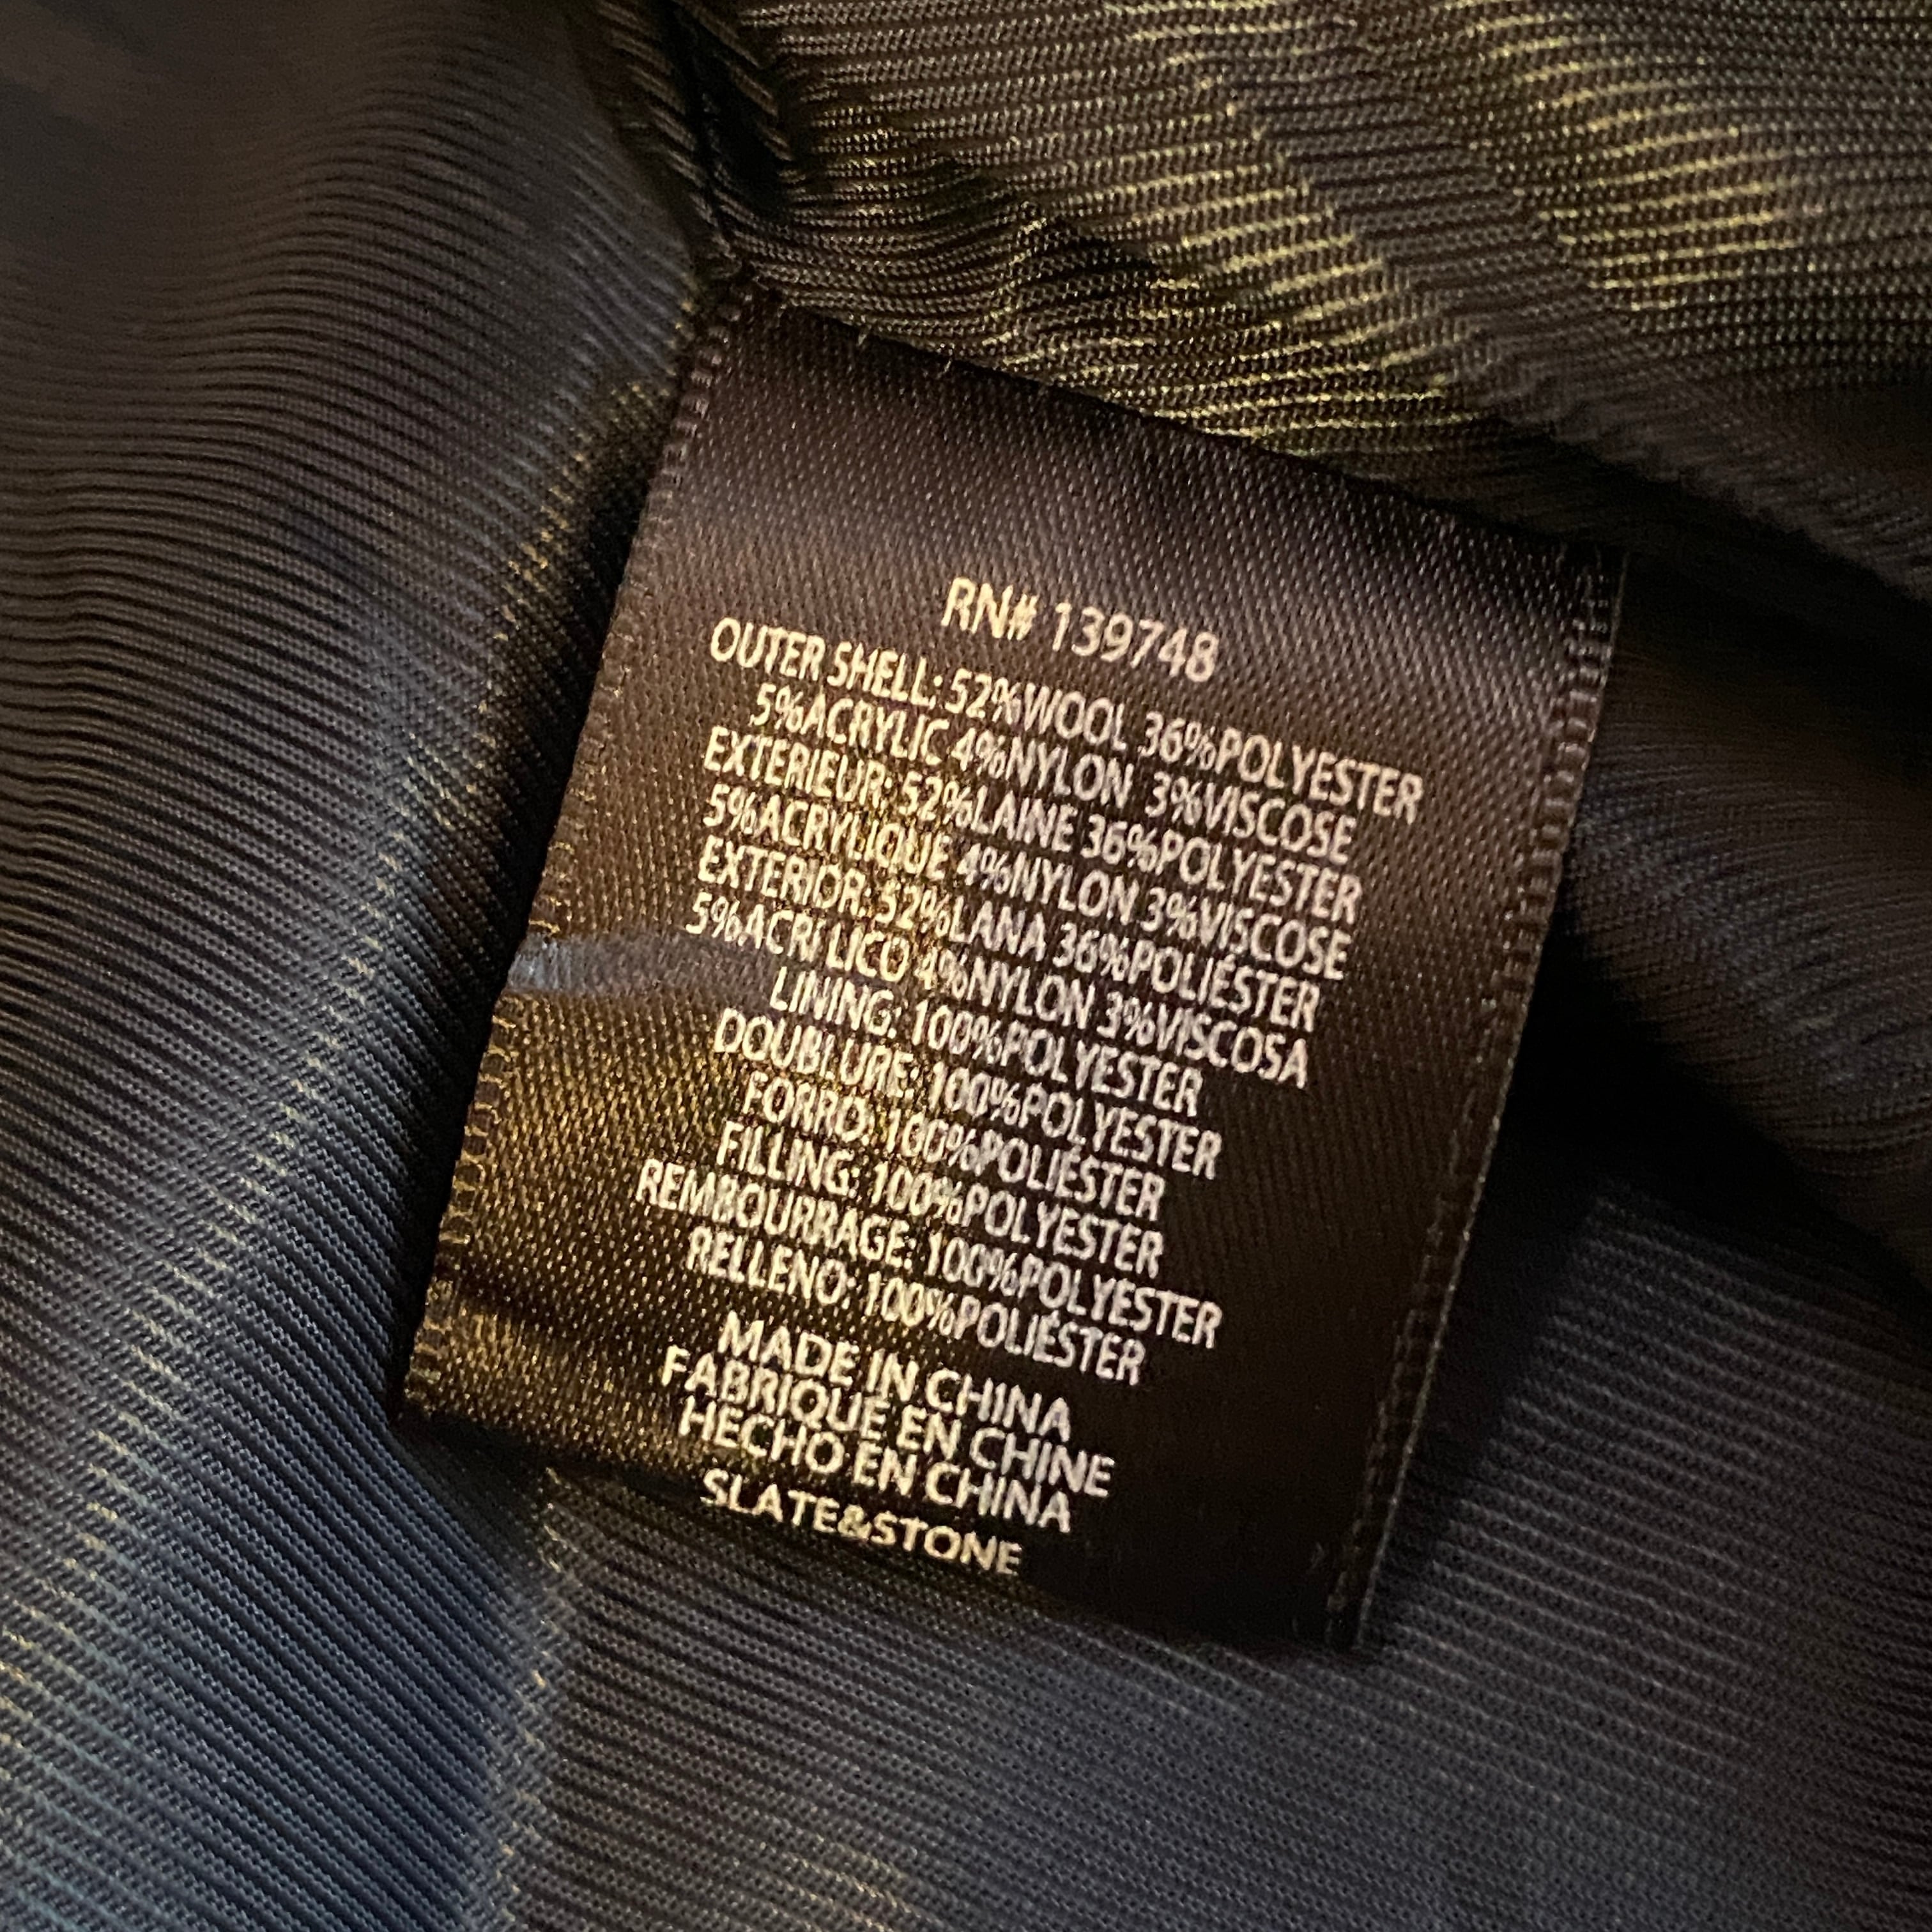 RN# 139748
OUTER SHELL: 52%WOOL 36%POLYESTER
5%ACRYLIC 4%NYLON 3%VISCOSE
EXTERIEUR: 52%LAINE 36%POLYESTER
5%ACRYLIQUE 4%NYLON 3%VISCOSE
EXTERIOR: 52%LANA 36%POLIÉSTER
5%ACRI LICO 4%NYLON 3%VISCOSA
LINING: 100%POLYESTER
DOUBLURE: 100%POLYESTER
FORRO: 100%POLIÉSTER
FILLING: 100%POLYESTER
REMBOURRAGE: 100%POLYESTER
RELLENO: 100%POLIÉSTER
MADE IN CHINA
FABRIQUE EN CHINE
HECHO EN CHINA
SLATE&STONE